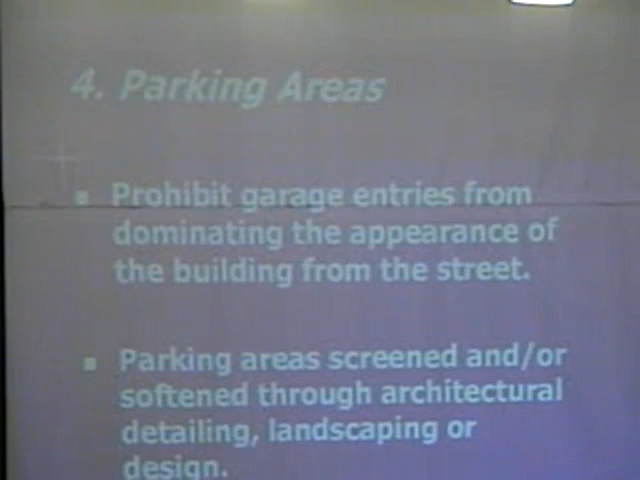 4. Parking Areas
▪ Prohibit garage entries from
dominating the appearance of
the building from the street.
▪ Parking areas screened and/or
softened through architectural
detailing, landscaping or
design.